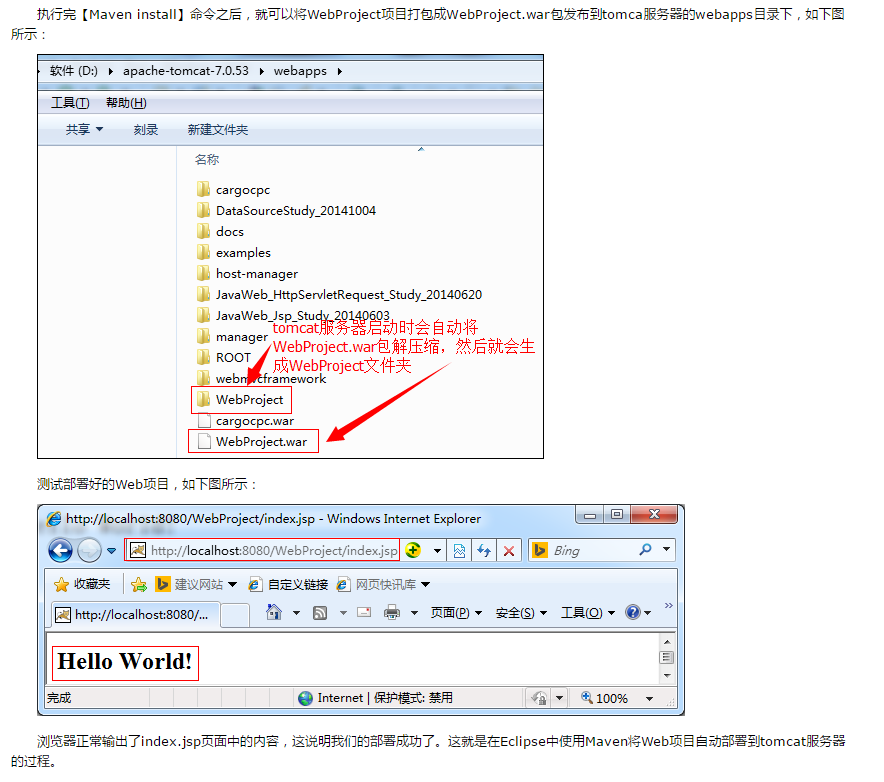 执行完【Maven install】命令之后，就可以将WebProject项目打包成WebProject.war包发布到tomca服务器的webapps目录下，如下图
所示：
软件 (D:) apache-tomcat-7.0.53 webapps
工具(T) 帮助(H)
共享 刻录 新建文件夹
名称
cargocpc
DataSourceStudy_20141004
docs
examples
host-manager
JavaWeb_HttpServletRequest_Study_20140620
JavaWeb_Jsp_Study_20140603
manager
ROOT
webmvcframework
WebProject
cargocpc.war
WebProject.war
tomcat服务器启动时会自动将
WebProject.war包解压缩，然后就会生
成WebProject文件夹
测试部署好的Web项目，如下图所示：
http://localhost:8080/WebProject/index.jsp - Windows Internet Explorer
http://localhost:8080/WebProject/index.jsp Bing
收藏夹 建议网站 自定义链接 网页快讯库
http://localhost:8080/... 页面(P) 安全(S) 工具(O)
Hello World!
完成 Internet | 保护模式: 禁用 100%
浏览器正常输出了index.jsp页面中的内容，这说明我们的部署成功了。这就是在Eclipse中使用Maven将Web项目自动部署到tomcat服务器
的过程。